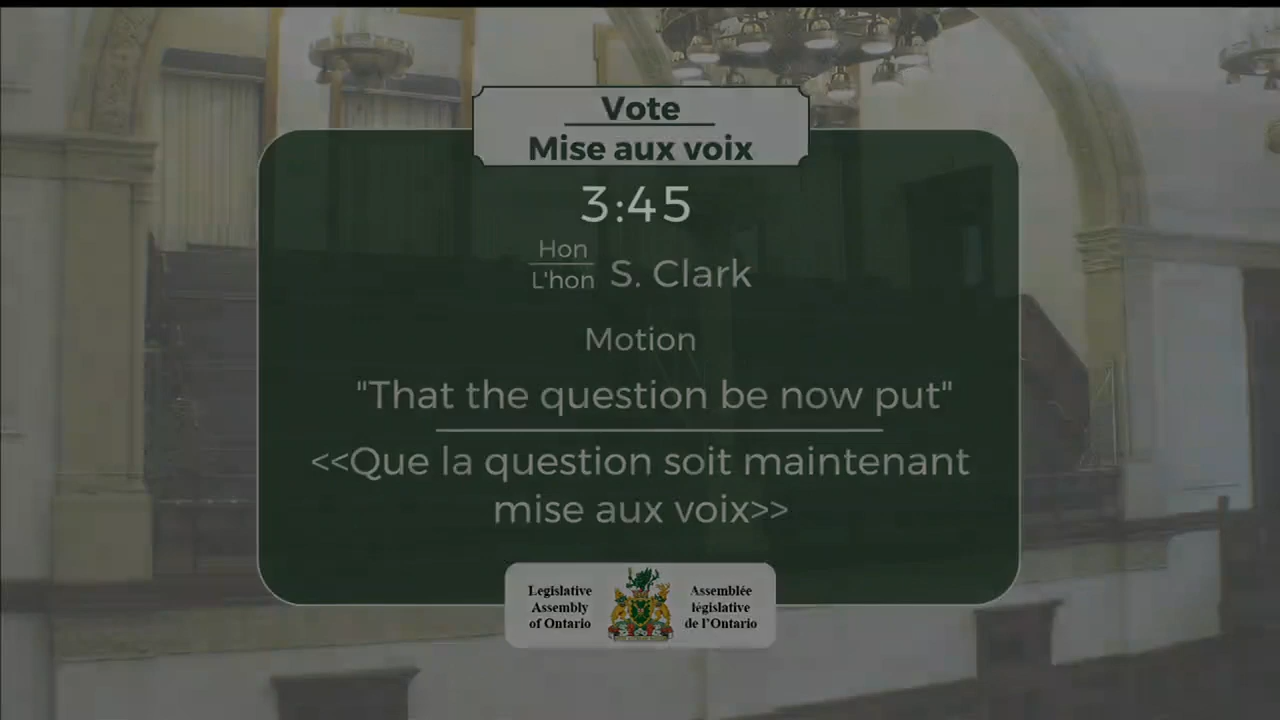 Vote
Mise aux voix
3:45
Hon
L'hon S. Clark
Motion
"That the question be now put"
<<Que la question soit maintenant
mise aux voix>>
Legislative
Assembly
of Ontario
Assemblée
législative
de l'Ontario